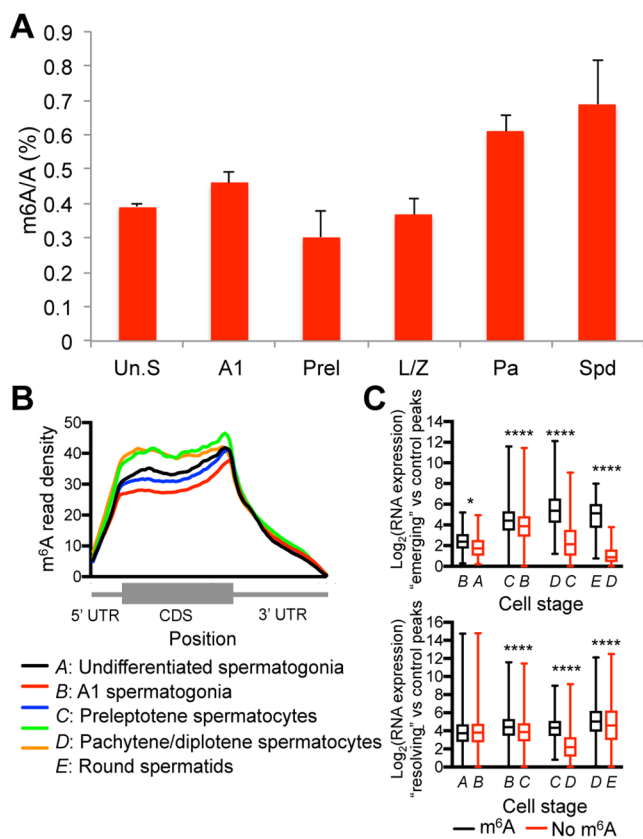 A
m6A/A (%)
0.9
0.8
0.7
0.6
0.5
0.4
0.3
0.2
0.1
0
Un.S A1 Prel L/Z Pa Spd
B
m⁶A read density
50
40
30
20
10
0
5' UTR CDS 3' UTR
Position
A: Undifferentiated spermatogonia
B: A1 spermatogonia
C: Preleptotene spermatocytes
D: Pachytene/diplotene spermatocytes
E: Round spermatids
C
Log₂(RNA expression)
"emerging" vs control peaks
14
12
10
8
6
4
2
0
* **** **** ****
B A C B D C E D
Cell stage
Log₂(RNA expression)
"resolving" vs control peaks
16
14
12
10
8
6
4
2
0
**** **** ****
A B B C C D D E
Cell stage
m⁶A No m⁶A